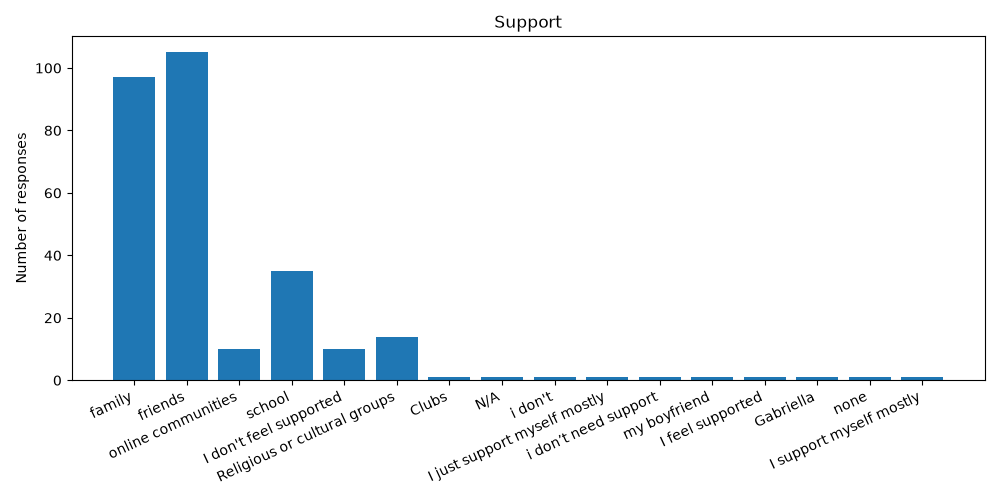 Support
Number of responses
100
80
60
40
20
0
family
friends
online communities
school
I don't feel supported
Religious or cultural groups
Clubs
N/A
i don't
I just support myself mostly
i don't need support
my boyfriend
I feel supported
Gabriella
none
I support myself mostly